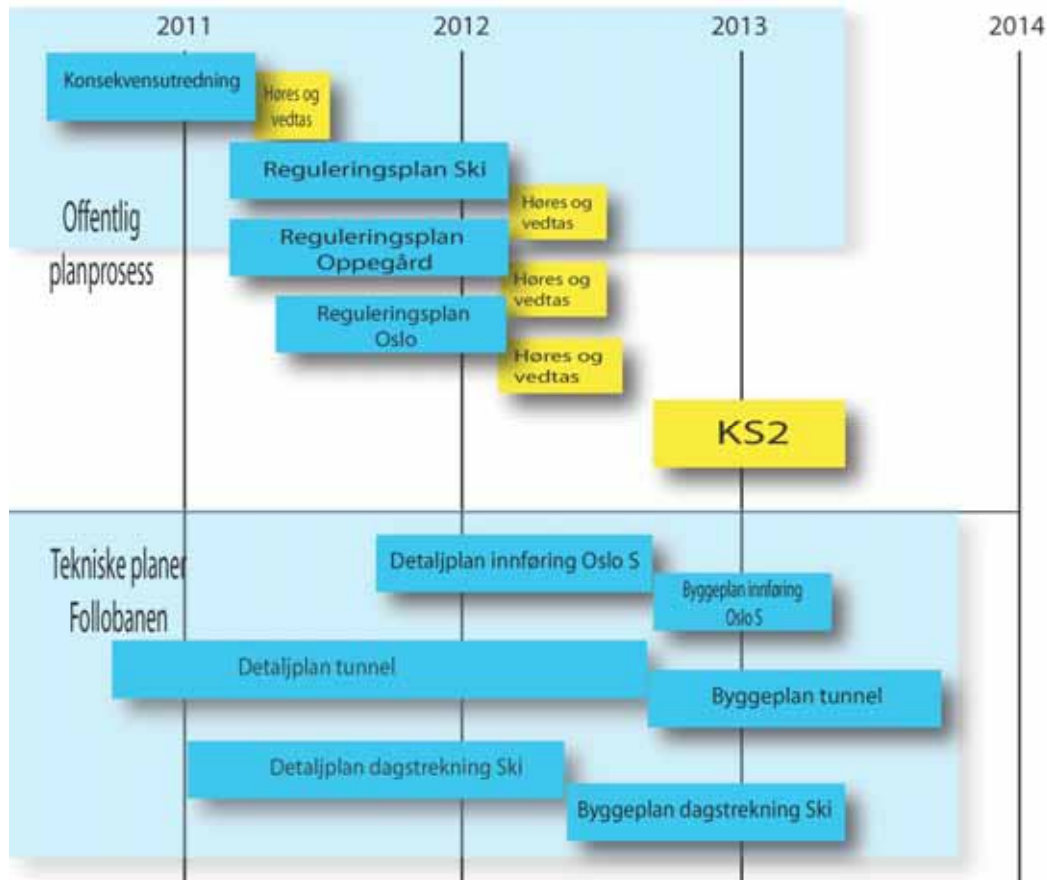 2011
2012
2013
2014
Konsekvensutredning
Høres og
vedtas
Reguleringsplan Ski
Høres og
vedtas
Offentlig
planprosess
Reguleringsplan
Oppegård
Høres og
vedtas
Reguleringsplan
Oslo
Høres og
vedtas
KS2
Tekniske planer
Follobanen
Detaljplan innføring Oslo S
Byggeplan innføring
Oslo S
Detaljplan tunnel
Byggeplan tunnel
Detaljplan dagstrekning Ski
Byggeplan dagstrekning Ski